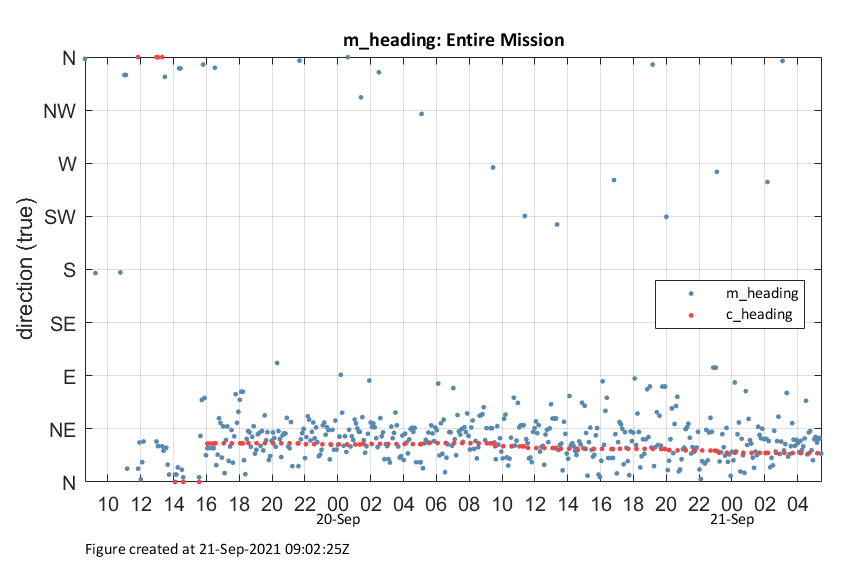 m_heading: Entire Mission
direction (true)
N
NW
W
SW
S
SE
E
NE
N
m_heading
c_heading
10 12 14 16 18 20 22 00 02 04 06 08 10 12 14 16 18 20 22 00 02 04
20-Sep 21-Sep
Figure created at 21-Sep-2021 09:02:25Z